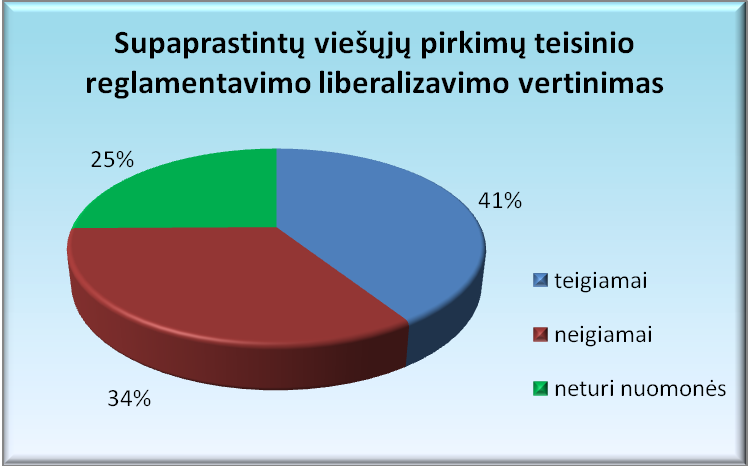 Supaprastintų viešųjų pirkimų teisinio
reglamentavimo liberalizavimo vertinimas
25%
41%
34%
teigiamai
neigiamai
neturi nuomonės